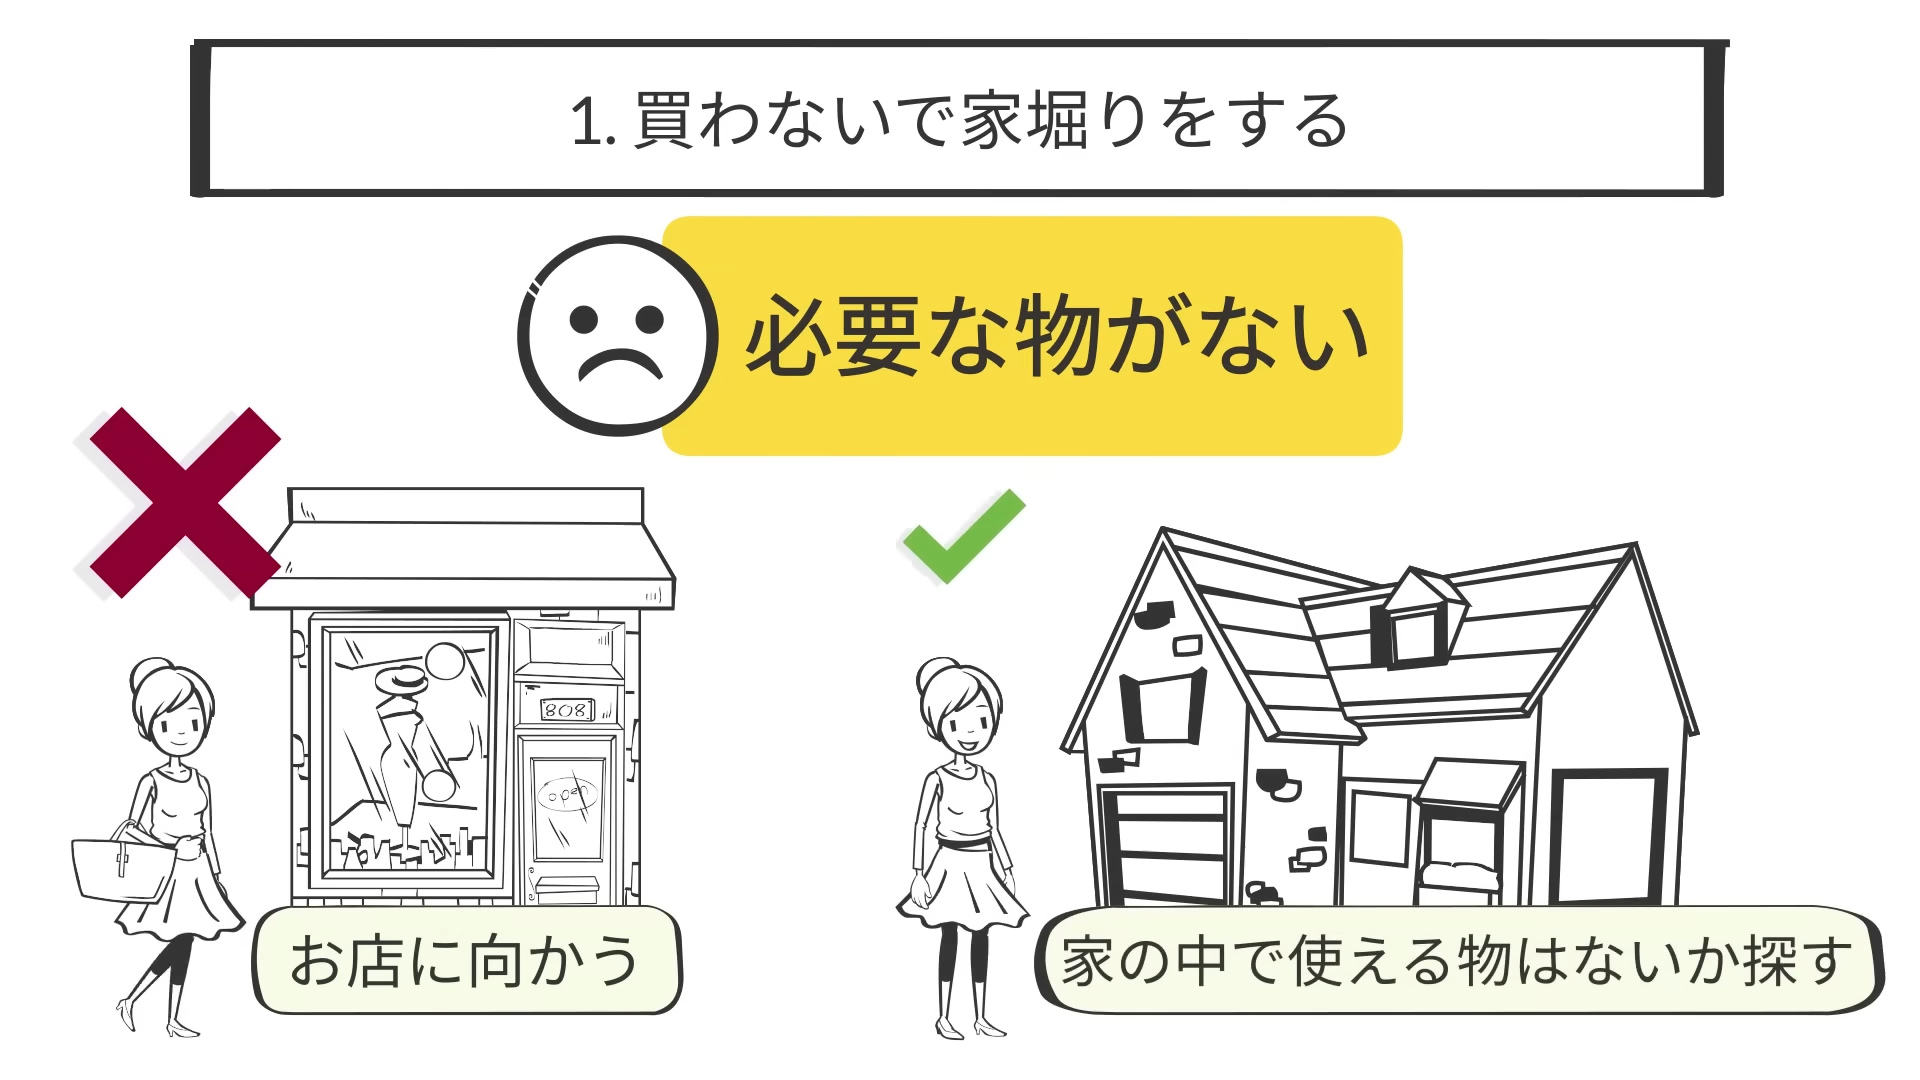 1. 買わないで家堀りをする
必要な物がない
808
open
お店に向かう
家の中で使える物はないか探す